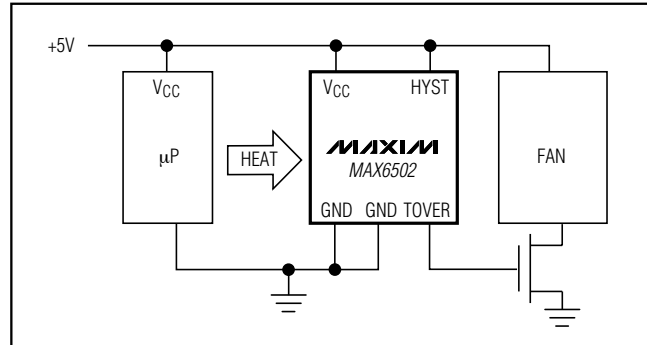 +5V
VCC
VCC HYST
µP
HEAT
MAXIM
MAX6502
FAN
GND GND TOVER